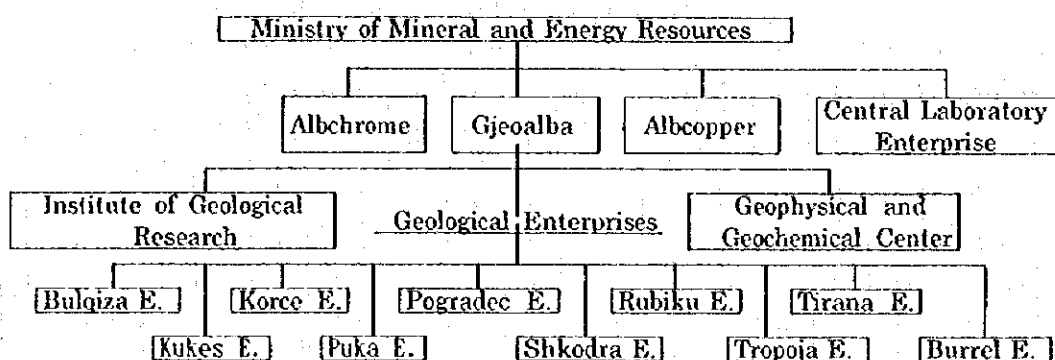 Ministry of Mineral and Energy Resources
Albchrome
Gjeoalba
Albcopper
Central Laboratory
Enterprise
Institute of Geological
Research
Geological Enterprises
Geophysical and
Geochemical Center
Bulqiza E.
Korce E.
Pogradec E.
Rubiku E.
Tirana E.
Kukes E.
Puka E.
Shkodra E.
Tropoja E.
Burrel E.